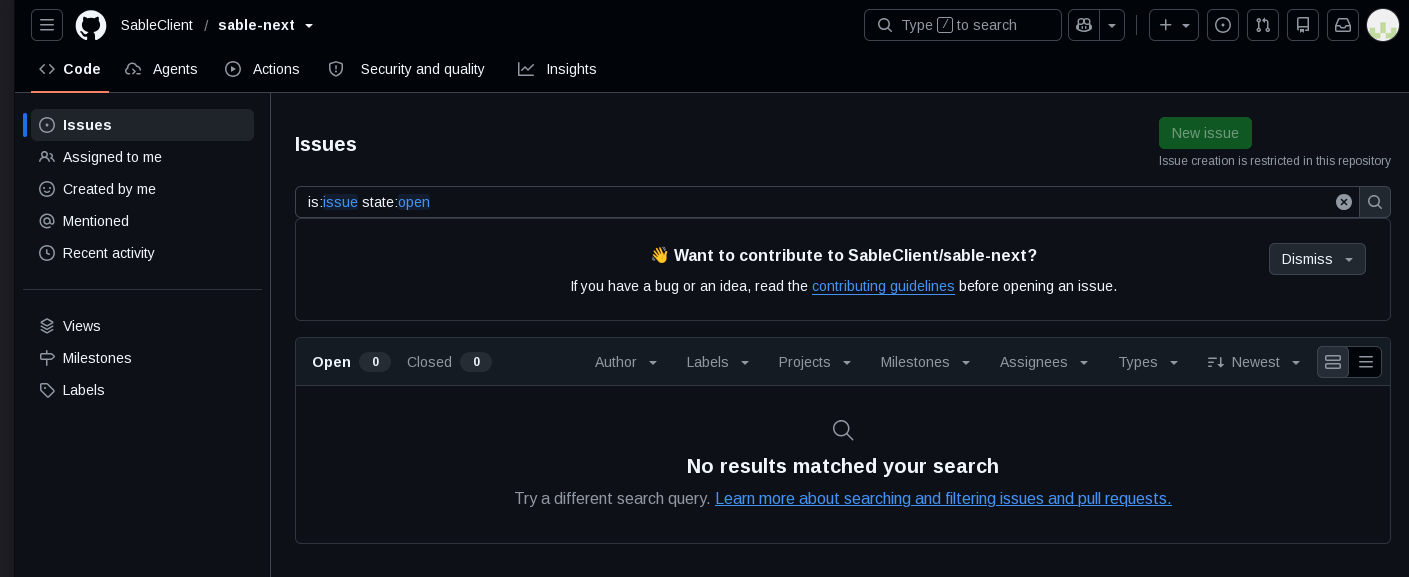 SableClient / sable-next
Type / to search
Code Agents Actions Security and quality Insights
Issues
Assigned to me
Created by me
Mentioned
Recent activity
Views
Milestones
Labels
Issues
New issue
Issue creation is restricted in this repository
is:issue state:open
👋 Want to contribute to SableClient/sable-next?
Dismiss
If you have a bug or an idea, read the contributing guidelines before opening an issue.
Open 0 Closed 0 Author Labels Projects Milestones Assignees Types Newest
No results matched your search
Try a different search query. Learn more about searching and filtering issues and pull requests.